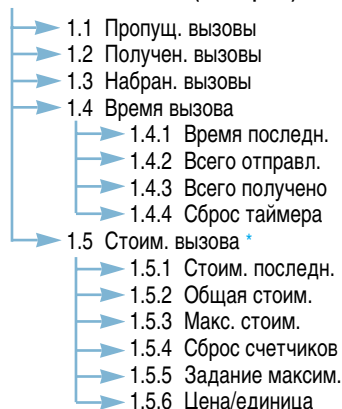 1.1 Пропущ. вызовы
1.2 Получен. вызовы
1.3 Набран. вызовы
1.4 Время вызова
1.4.1 Время последн.
1.4.2 Всего отправл.
1.4.3 Всего получено
1.4.4 Сброс таймера
1.5 Стоим. вызова *
1.5.1 Стоим. последн.
1.5.2 Общая стоим.
1.5.3 Макс. стоим.
1.5.4 Сброс счетчиков
1.5.5 Задание максим.
1.5.6 Цена/единица